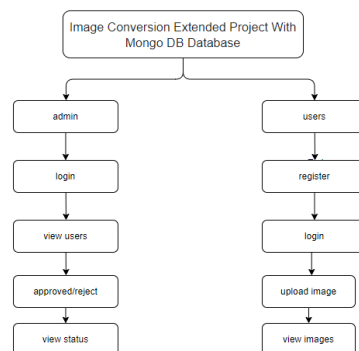 Image Conversion Extended Project With
Mongo DB Database
admin
users
login
register
view users
login
approved/reject
upload image
view status
view images